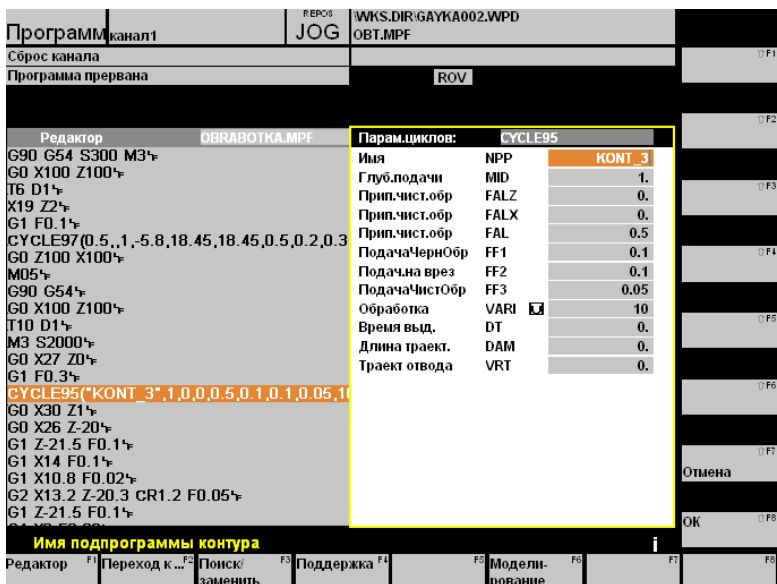 Программ канал1
REPOS
JOG
\WKS.DIR\GAYKA002.WPD
OBT.MPF
Сброс канала
Программа прервана
ROV
Редактор OBRABOTKA.MPF
G90 G54 S300 M3
G0 X100 Z100
T6 D1
X19 Z2
G1 F0.1
CYCLE97(0.5,,1,-5.8,18.45,18.45,0.5,0.2,0.3
G0 Z100 X100
M05
G90 G54
G0 X100 Z100
T10 D1
M3 S2000
G0 X27 Z0
G1 F0.3
CYCLE95("KONT_3",1,0,0,0.5,0.1,0.1,0.05,10
G0 X30 Z1
G0 X26 Z-20
G1 Z-21.5 F0.1
G1 X14 F0.1
G1 X10.8 F0.02
G2 X13.2 Z-20.3 CR1.2 F0.05
G1 Z-21.5 F0.1
Парам.циклов: CYCLE95
Имя NPP KONT_3
Глуб.подачи MID 1.
Прип.чист.обр FALZ 0.
Прип.чист.обр FALX 0.
Прип.чист.обр FAL 0.5
ПодачаЧернОбр FF1 0.1
Подач.на врез FF2 0.1
ПодачаЧистОбр FF3 0.05
Обработка VARI 10
Время выд. DT 0.
Длина траект. DAM 0.
Траект отвода VRT 0.
F1
F2
F3
F4
F5
F6
F7
Отмена
OK F8
Имя подпрограммы контура
i
Редактор F1
Переход к ... F2
Поиск/ заменить F3
Поддержка F4
F5
Модели- рование F6
F7
F8